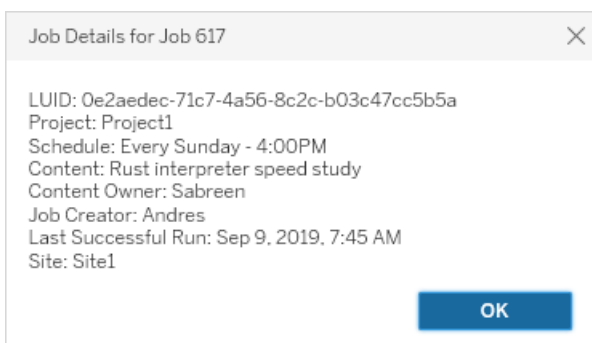 Job Details for Job 617
LUID: 0e2aedec-71c7-4a56-8c2c-b03c47cc5b5a
Project: Project1
Schedule: Every Sunday - 4:00PM
Content: Rust interpreter speed study
Content Owner: Sabreen
Job Creator: Andres
Last Successful Run: Sep 9, 2019, 7:45 AM
Site: Site1
OK